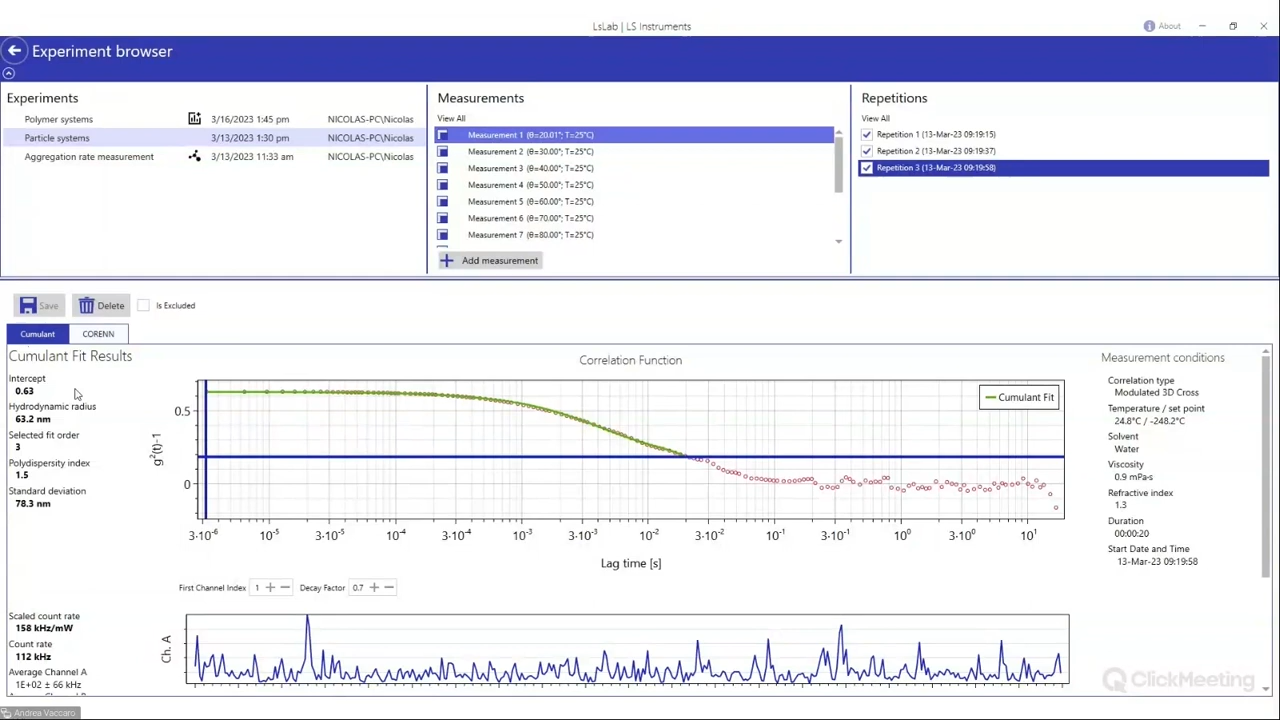 LsLab | LS Instruments
About
Experiment browser
Experiments
Polymer systems 3/16/2023 1:45 pm NICOLAS-PC\Nicolas
Particle systems 3/13/2023 1:30 pm NICOLAS-PC\Nicolas
Aggregation rate measurement 3/13/2023 11:33 am NICOLAS-PC\Nicolas
Measurements
View All
Measurement 1 (θ=20.01°; T=25°C)
Measurement 2 (θ=30.00°; T=25°C)
Measurement 3 (θ=40.00°; T=25°C)
Measurement 4 (θ=50.00°; T=25°C)
Measurement 5 (θ=60.00°; T=25°C)
Measurement 6 (θ=70.00°; T=25°C)
Measurement 7 (θ=80.00°; T=25°C)
Add measurement
Repetitions
View All
Repetition 1 (13-Mar-23 09:19:15)
Repetition 2 (13-Mar-23 09:19:37)
Repetition 3 (13-Mar-23 09:19:58)
Save
Delete
Is Excluded
Cumulant
CORENN
Cumulant Fit Results
Intercept
0.63
Hydrodynamic radius
63.2 nm
Selected fit order
3
Polydispersity index
1.5
Standard deviation
78.3 nm
Scaled count rate
158 kHz/mW
Count rate
112 kHz
Average Channel A
1E+02 ± 66 kHz
Correlation Function
Cumulant Fit
g²(t)-1
0.5
0
3·10⁻⁶ 10⁻⁵ 3·10⁻⁵ 10⁻⁴ 3·10⁻⁴ 10⁻³ 3·10⁻³ 10⁻² 3·10⁻² 10⁻¹ 3·10⁻¹ 10⁰ 3·10⁰ 10¹
Lag time [s]
First Channel Index 1
Decay Factor 0.7
Ch. A
Measurement conditions
Correlation type
Modulated 3D Cross
Temperature / set point
24.8°C / -248.2°C
Solvent
Water
Viscosity
0.9 mPa·s
Refractive index
1.3
Duration
00:00:20
Start Date and Time
13-Mar-23 09:19:58
ClickMeeting
Andrea Vaccaro